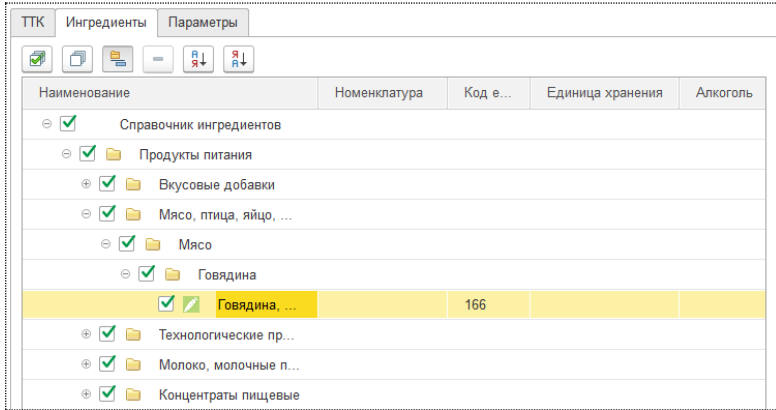 ТТК Ингредиенты Параметры
А Я Я А
Наименование Номенклатура Код е... Единица хранения Алкоголь
Справочник ингредиентов
Продукты питания
Вкусовые добавки
Мясо, птица, яйцо, ...
Мясо
Говядина
Говядина, ... 166
Технологические пр...
Молоко, молочные п...
Концентраты пищевые